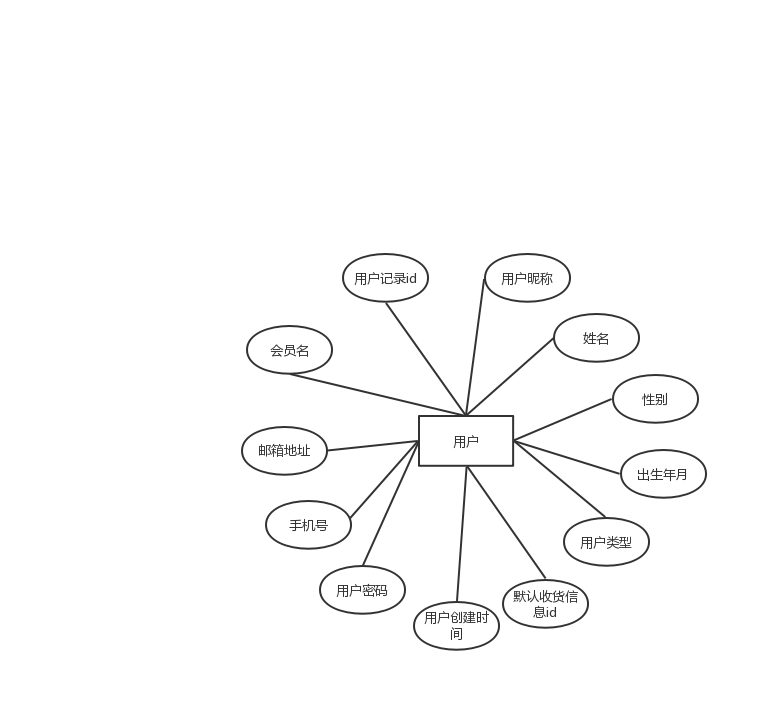 用户记录id
用户昵称
姓名
会员名
性别
用户
邮箱地址
出生年月
手机号
用户类型
用户密码
默认收货信
息id
用户创建时
间